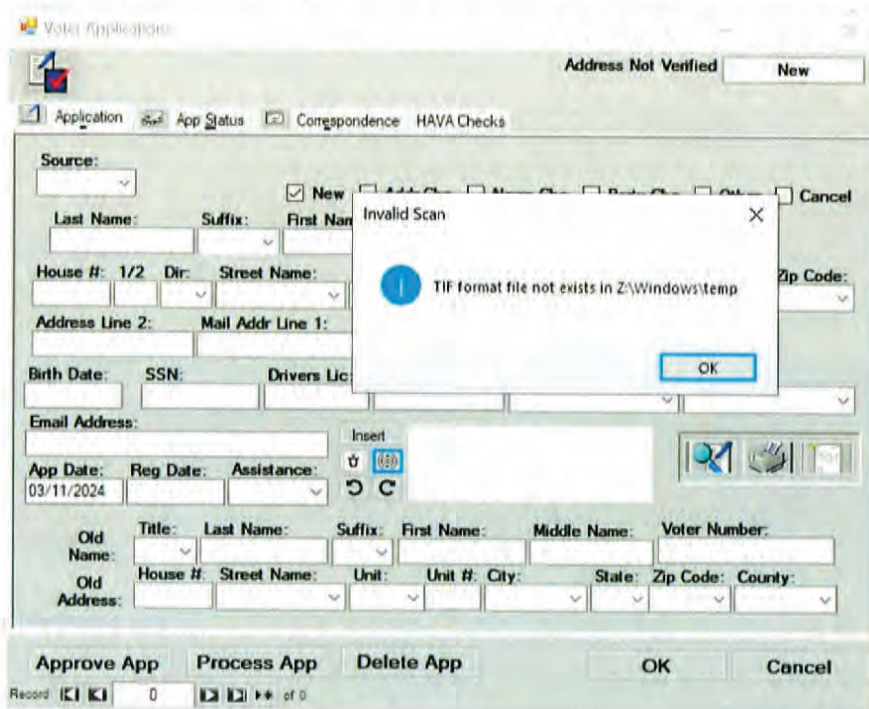 Voter Applications
Address Not Verified New
Application App Status Correspondence HAVA Checks
Source:
New Cancel
Last Name: Suffix: First Nam
Invalid Scan
House #: 1/2 Dir: Street Name: Zip Code:
TIF format file not exists in Z:\Windows\temp
Address Line 2: Mail Addr Line 1:
OK
Birth Date: SSN: Drivers Lic:
Email Address:
Insert
App Date: Reg Date: Assistance:
03/11/2024
Old Name: Title: Last Name: Suffix: First Name: Middle Name: Voter Number:
Old Address: House #: Street Name: Unit: Unit #: City: State: Zip Code: County:
Approve App Process App Delete App OK Cancel
Record 0 of 0